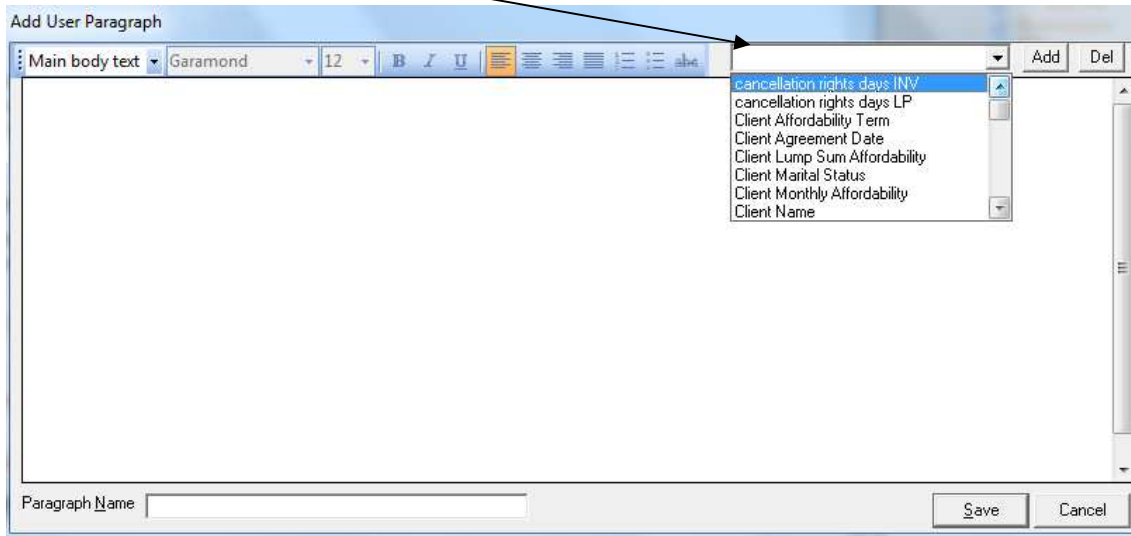 Add User Paragraph
Main body text Garamond 12 B I U abc Add Del
cancellation rights days INV
cancellation rights days LP
Client Affordability Term
Client Agreement Date
Client Lump Sum Affordability
Client Marital Status
Client Monthly Affordability
Client Name
Paragraph Name Save Cancel